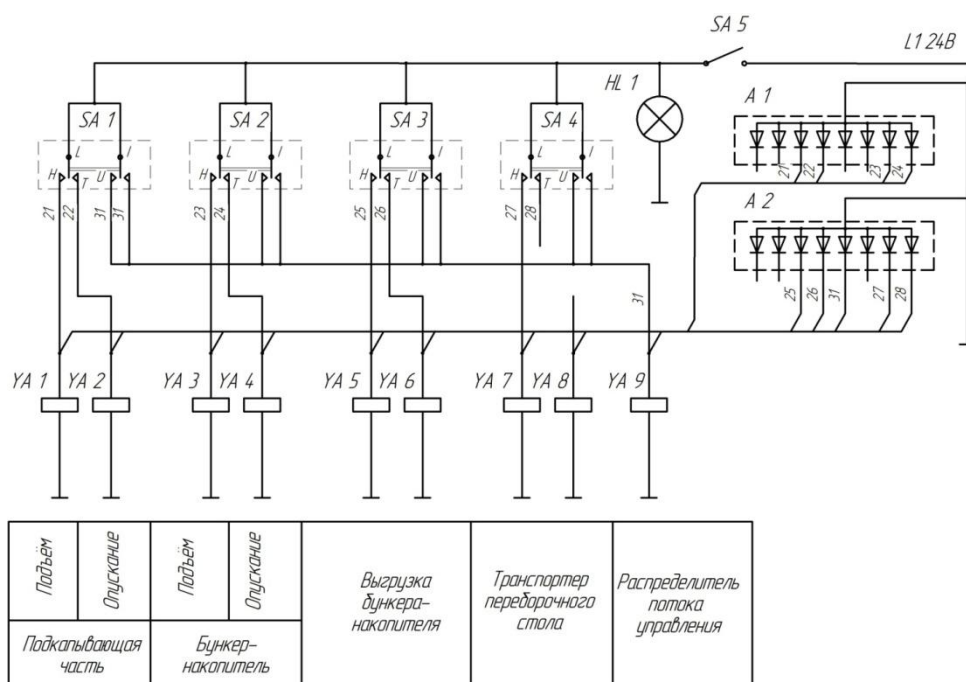 SA 5
L1 24В
HL 1
A 1
SA 1
SA 2
SA 3
SA 4
L I
L I
L I
L I
H T U
H T U
H T U
H T U
21 22 31 31
23 24
25 26
27 28
21 22 23 24
A 2
25 26 31 27 28
31
YA 1
YA 2
YA 3
YA 4
YA 5
YA 6
YA 7
YA 8
YA 9
Подъём
Опускание
Подъём
Опускание
Подкапывающая
часть
Бункер-
накопитель
Выгрузка
бункера-
накопителя
Транспортер
переборочного
стола
Распределитель
потока
управления